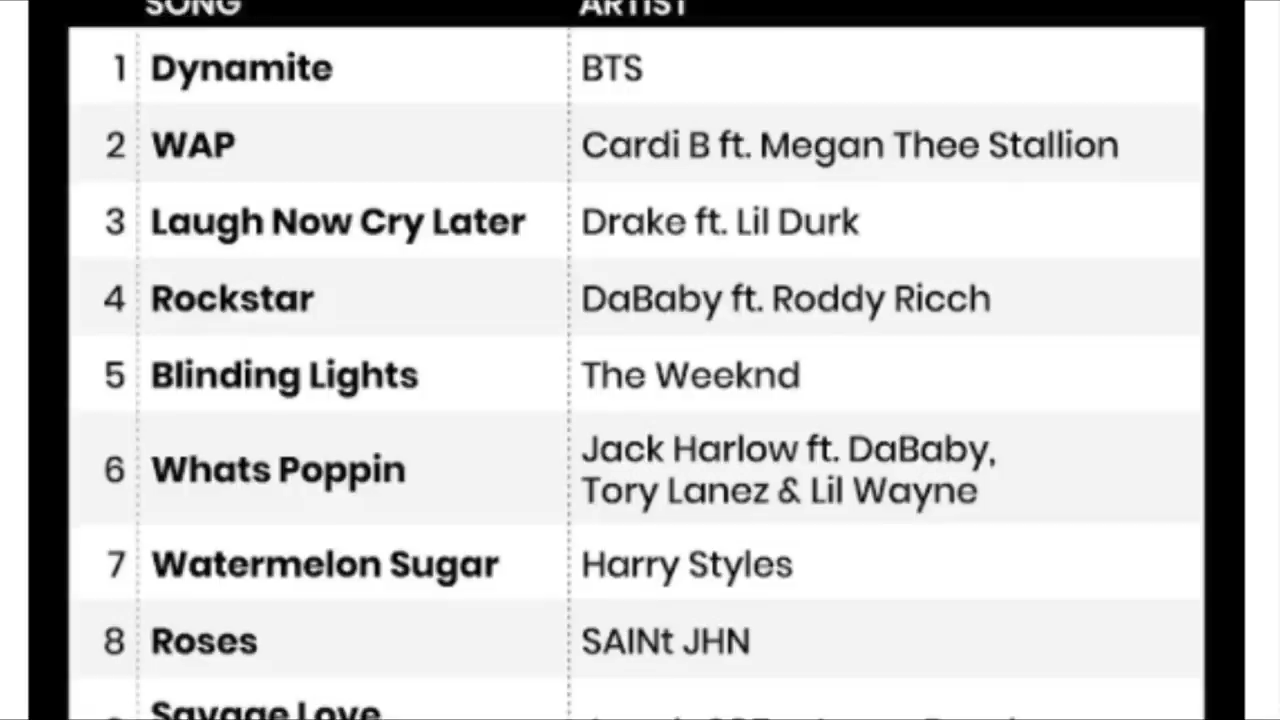 SONG ARTIST
1 Dynamite BTS
2 WAP Cardi B ft. Megan Thee Stallion
3 Laugh Now Cry Later Drake ft. Lil Durk
4 Rockstar DaBaby ft. Roddy Ricch
5 Blinding Lights The Weeknd
6 Whats Poppin Jack Harlow ft. DaBaby,
Tory Lanez & Lil Wayne
7 Watermelon Sugar Harry Styles
8 Roses SAINt JHN
Savage Love